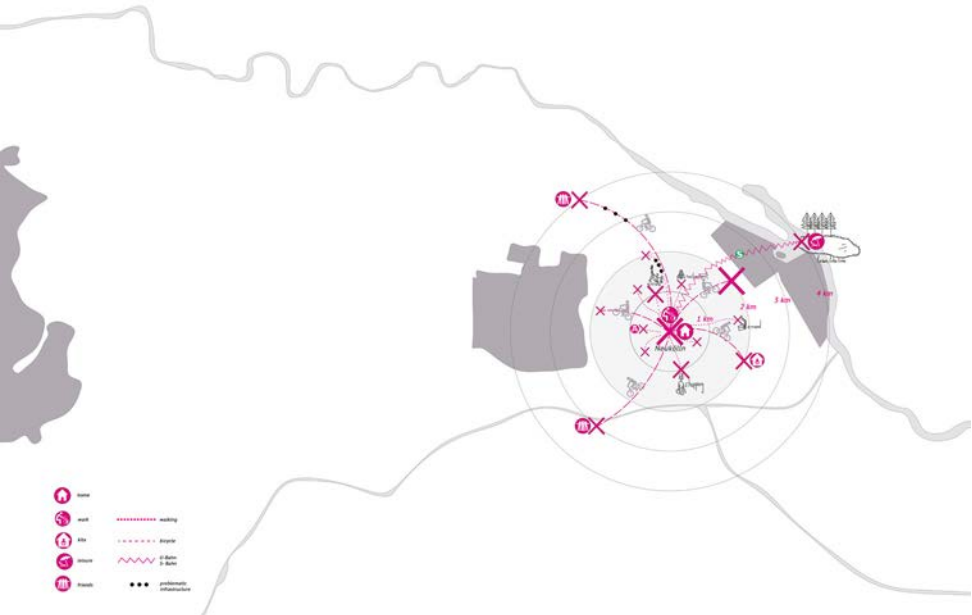 4 km
3 km
2 km
1 km
S
Neukölln
Shopping
home
work
walking
kita
bicycle
leisure
U-Bahn
S-Bahn
friends
problematic
infrastructure